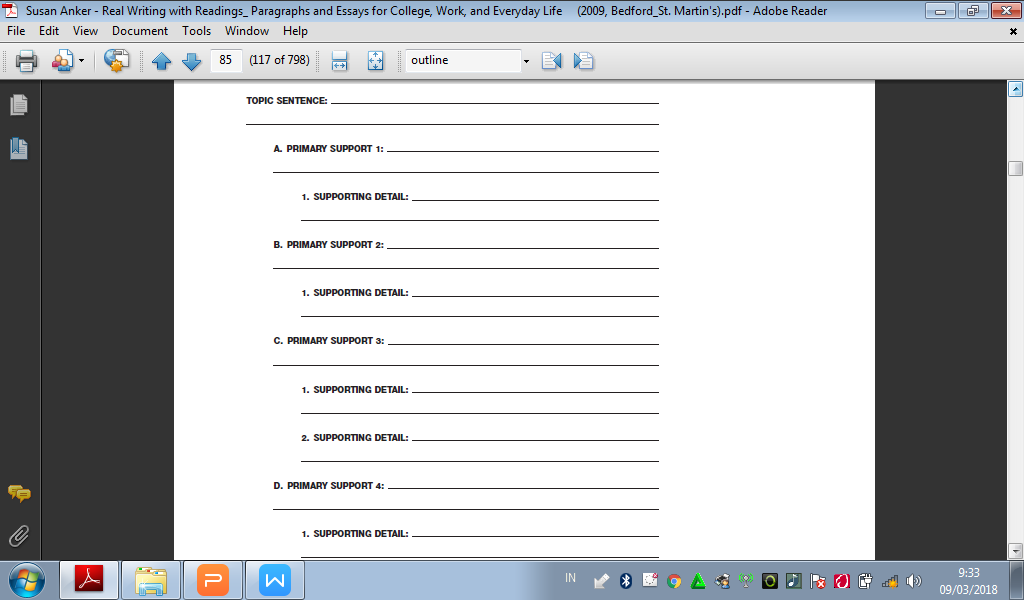 Susan Anker - Real Writing with Readings_ Paragraphs and Essays for College, Work, and Everyday Life (2009, Bedford_St. Martin's).pdf - Adobe Reader
File Edit View Document Tools Window Help
85 (117 of 798) outline
TOPIC SENTENCE:
A. PRIMARY SUPPORT 1:
1. SUPPORTING DETAIL:
B. PRIMARY SUPPORT 2:
1. SUPPORTING DETAIL:
C. PRIMARY SUPPORT 3:
1. SUPPORTING DETAIL:
2. SUPPORTING DETAIL:
D. PRIMARY SUPPORT 4:
1. SUPPORTING DETAIL:
IN
9:33
09/03/2018